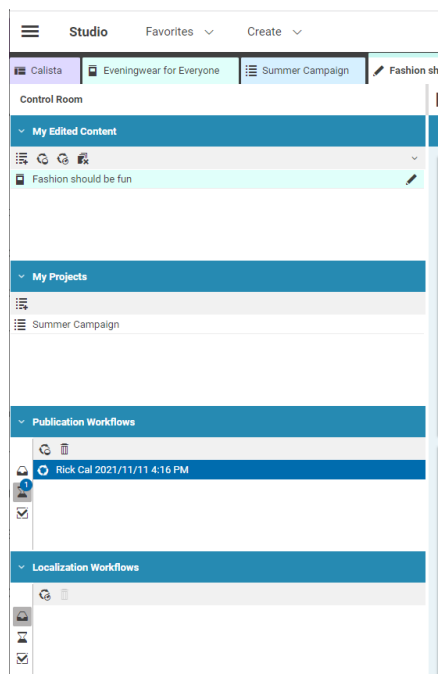 Studio Favorites Create
Calista Eveningwear for Everyone Summer Campaign Fashion sh
Control Room
My Edited Content
Fashion should be fun
My Projects
Summer Campaign
Publication Workflows
Rick Cal 2021/11/11 4:16 PM
1
Localization Workflows